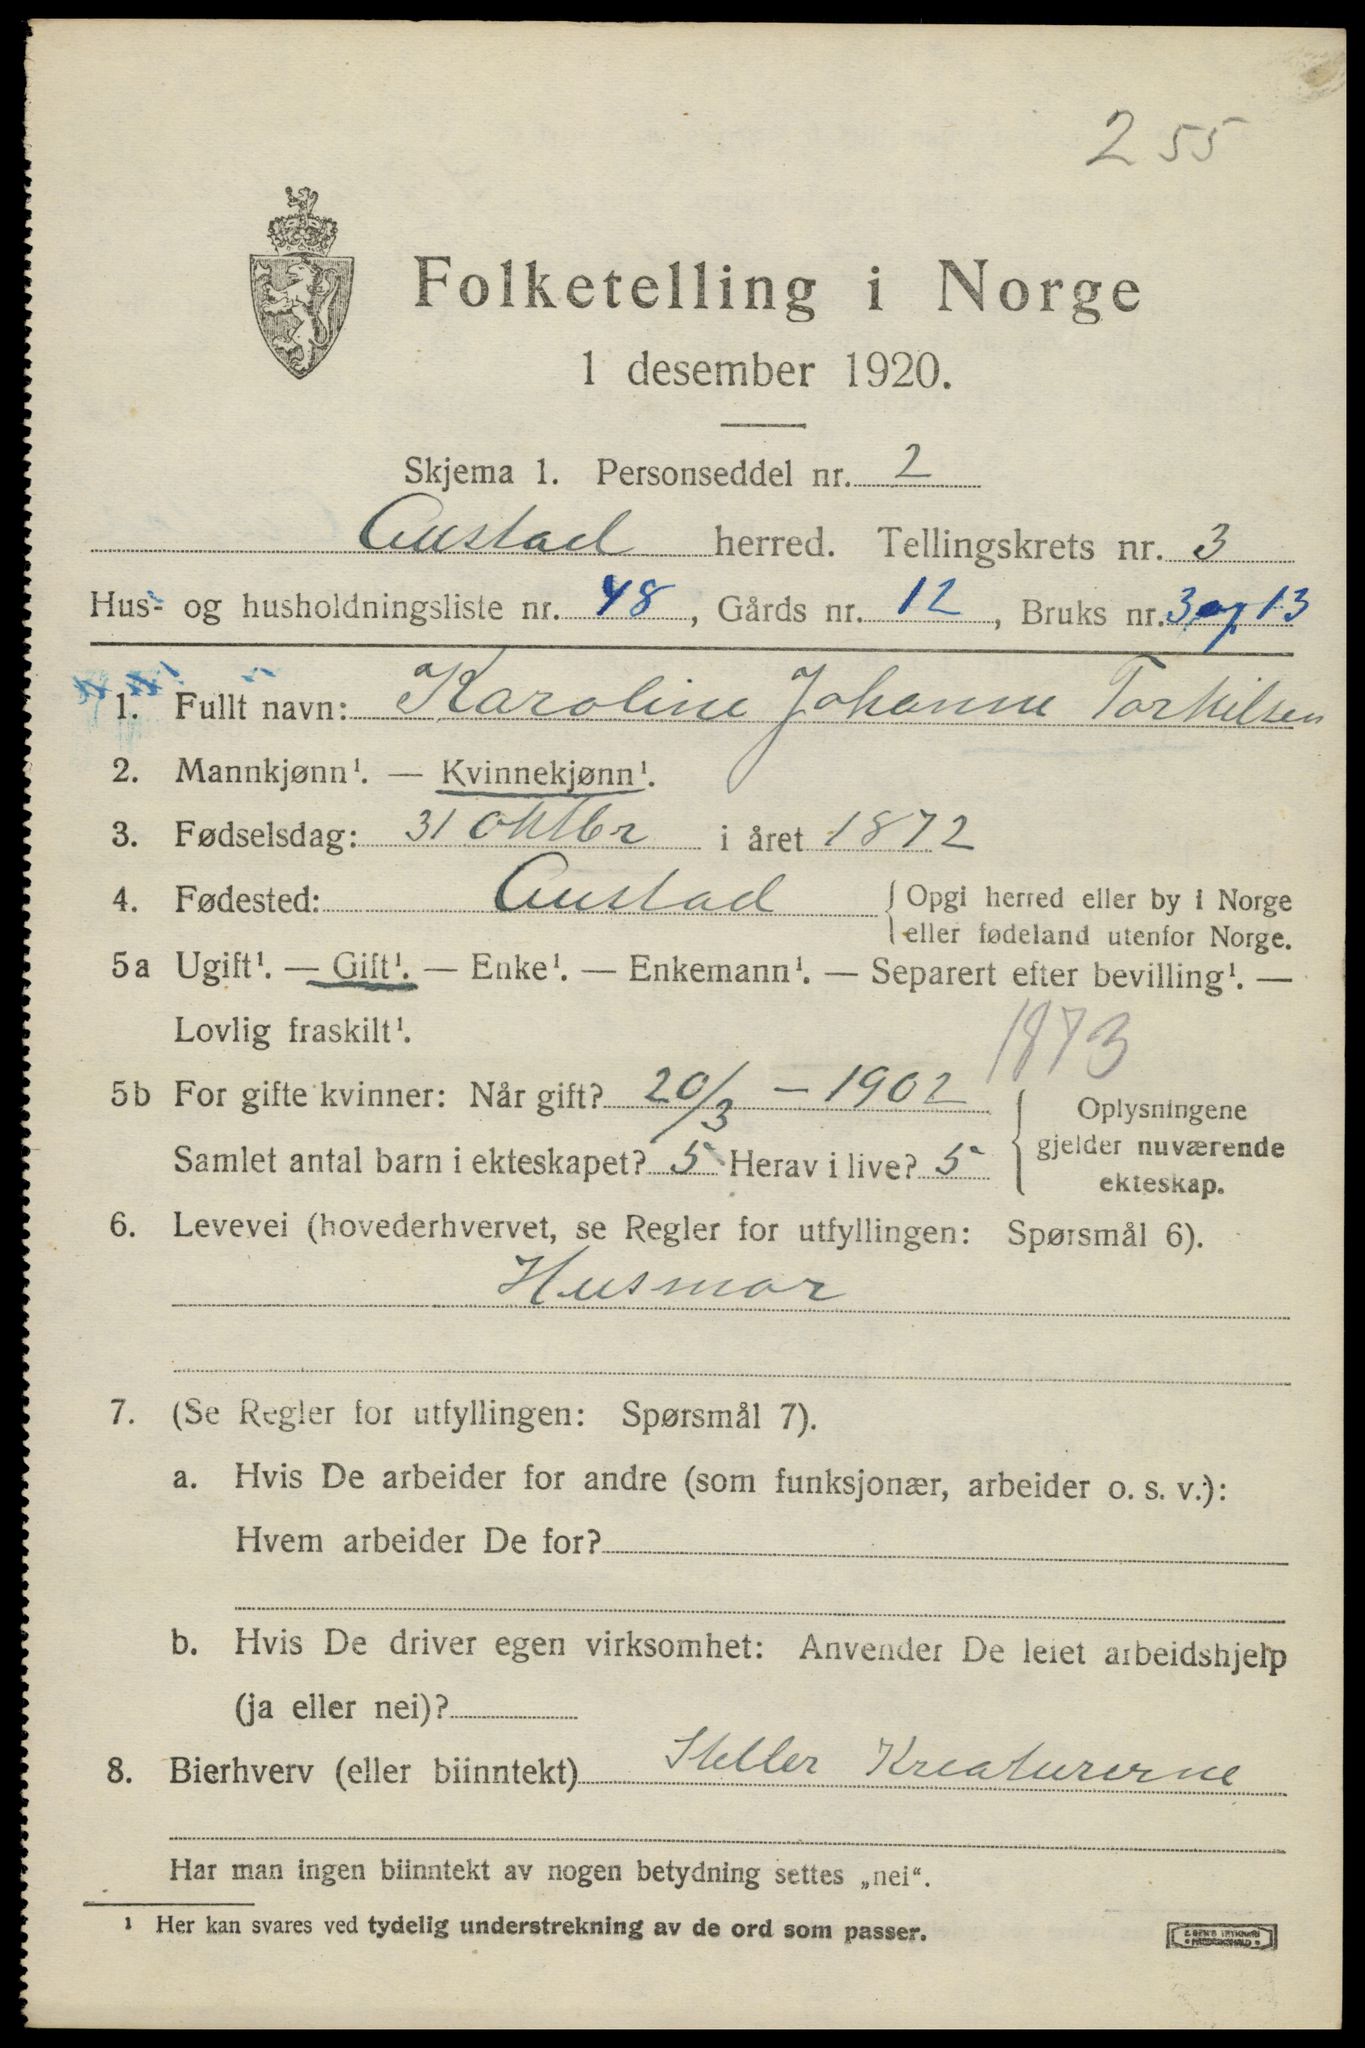 255
Folketelling i Norge
1 desember 1920.
Skjema 1. Personseddel nr. 2
Austad herred. Tellingskrets nr. 3
Hus- og husholdningsliste nr. 48, Gårds nr. 12, Bruks nr. 3 og 13
1. Fullt navn: Karoline Johanne Torkilsen
2. Mannkjønn¹. — Kvinnekjønn¹.
3. Fødselsdag: 31 oktbr i året 1872
4. Fødested: Austad { Opgi herred eller by i Norge
eller fødeland utenfor Norge.
5a Ugift¹. — Gift¹. — Enke¹. — Enkemann¹. — Separert efter bevilling¹. —
Lovlig fraskilt¹.
1873
5b For gifte kvinner: Når gift? 20/3 — 1902 { Oplysningene
gjelder nuværende
ekteskap.
Samlet antal barn i ekteskapet? 5 Herav i live? 5
6. Levevei (hovederhvervet, se Regler for utfyllingen: Spørsmål 6).
Husmor
7. (Se Regler for utfyllingen: Spørsmål 7).
a. Hvis De arbeider for andre (som funksjonær, arbeider o. s. v.):
Hvem arbeider De for?
b. Hvis De driver egen virksomhet: Anvender De leiet arbeidshjelp
(ja eller nei)?
8. Bierhverv (eller biinntekt) Steller Kreaturerne
Har man ingen biinntekt av nogen betydning settes „nei“.
¹ Her kan svares ved tydelig understrekning av de ord som passer.